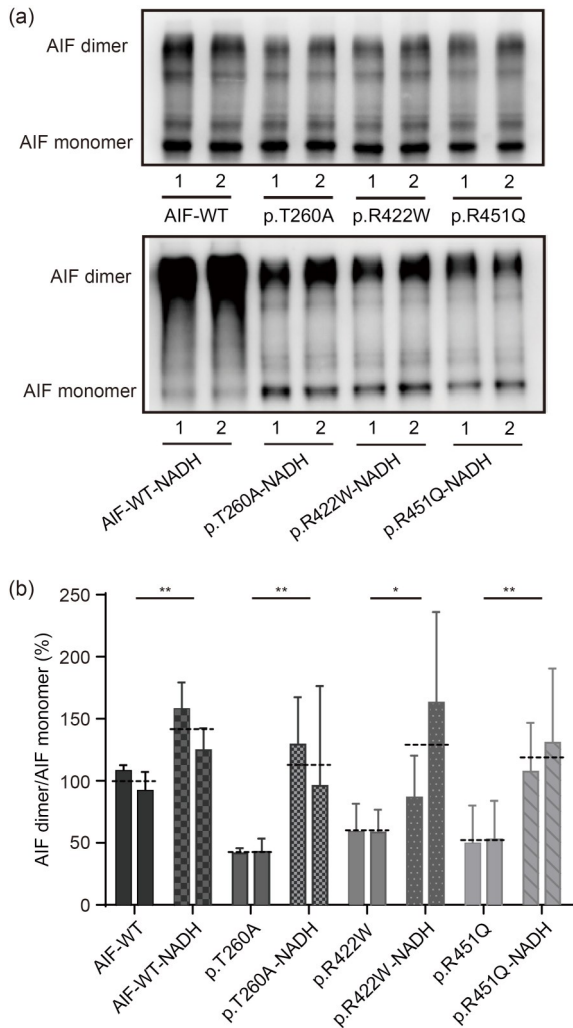 (a)
AIF dimer
AIF monomer
1 2 1 2 1 2 1 2
AIF-WT p.T260A p.R422W p.R451Q
AIF dimer
AIF monomer
1 2 1 2 1 2 1 2
AIF-WT-NADH p.T260A-NADH p.R422W-NADH p.R451Q-NADH
(b)
AIF dimer/AIF monomer (%)
250
200
150
100
50
0
** ** * **
AIF-WT AIF-WT-NADH p.T260A p.T260A-NADH p.R422W p.R422W-NADH p.R451Q p.R451Q-NADH